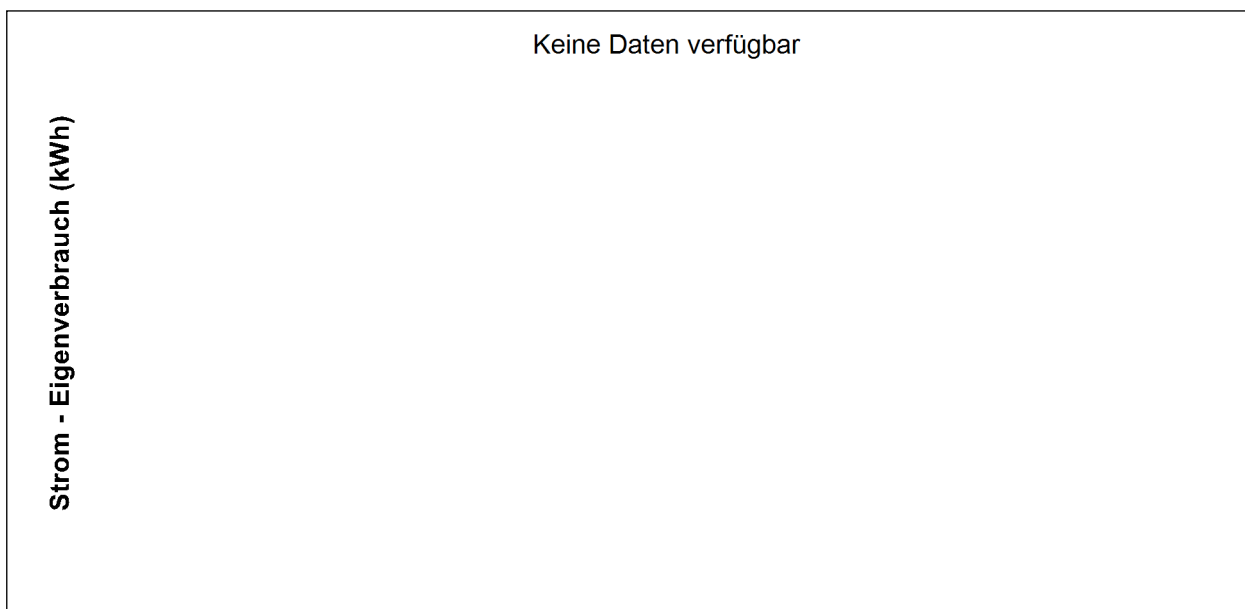 Keine Daten verfügbar
Strom - Eigenverbrauch (kWh)